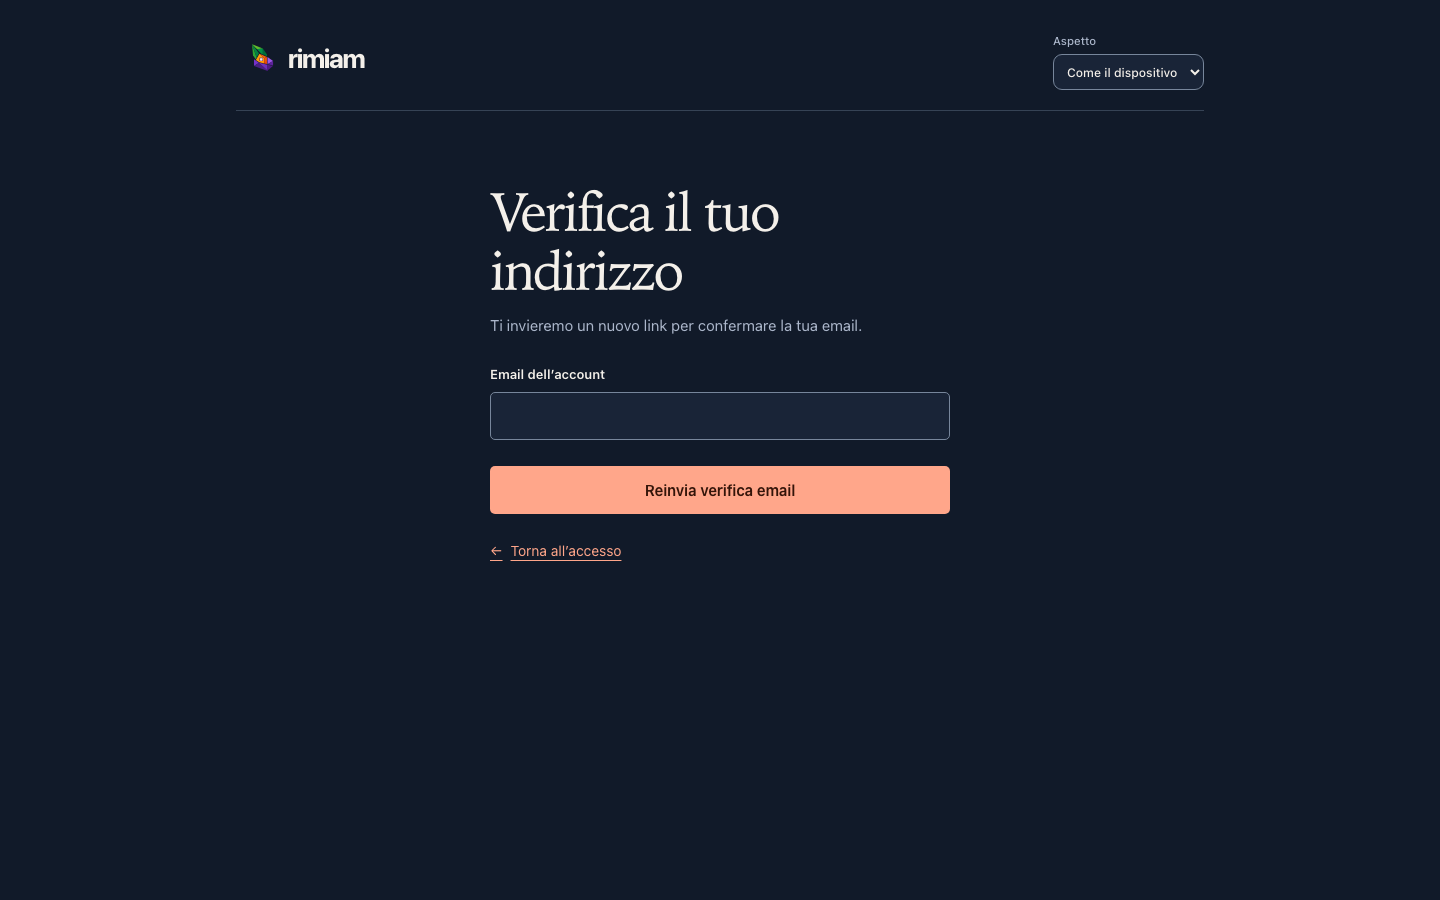 rimiam
Aspetto
Come il dispositivo
Verifica il tuo
indirizzo
Ti invieremo un nuovo link per confermare la tua email.
Email dell'account
Reinvia verifica email
← Torna all'accesso